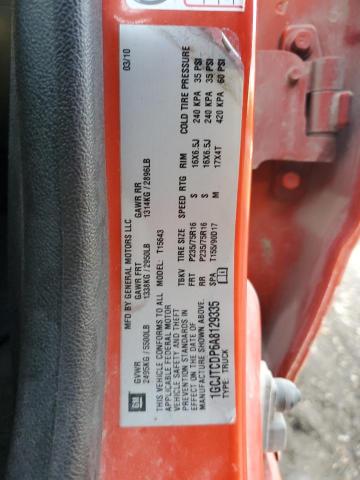 GM
MFD BY GENERAL MOTORS LLC
03/10
GVWR GAWR FRT GAWR RR
2495KG/5500LB 1338KG/2950LB 1314KG/2896LB
THIS VEHICLE CONFORMS TO ALL
APPLICABLE FEDERAL MOTOR
VEHICLE SAFETY AND THEFT
PREVENTION STANDARDS IN
EFFECT ON THE DATE OF
MANUFACTURE SHOWN ABOVE.
1GCJTCDP6A8129335
TYPE: TRUCK
MODEL: T15643
TBKV TIRE SIZE SPEED RTG RIM COLD TIRE PRESSURE
FRT P235/75R16 S 16X6.5J 240 KPA 35 PSI
RR P235/75R16 S 16X6.5J 240 KPA 35 PSI
SPA T155/90D17 M 17X4T 420 KPA 60 PSI